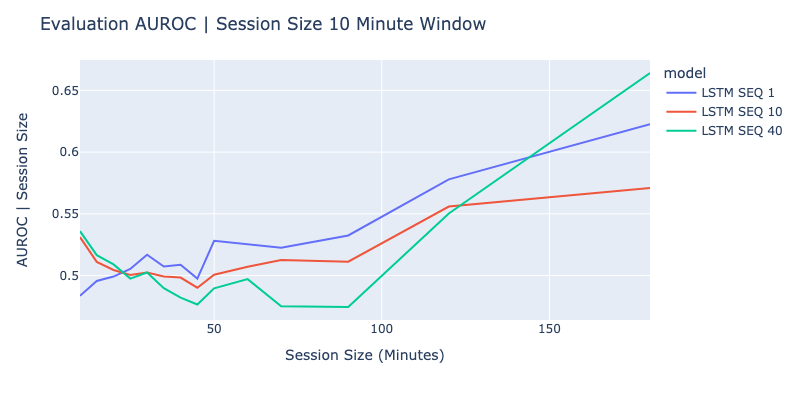 Evaluation AUROC | Session Size 10 Minute Window
model
LSTM SEQ 1
LSTM SEQ 10
LSTM SEQ 40
AUROC | Session Size
0.65
0.6
0.55
0.5
50
100
150
Session Size (Minutes)